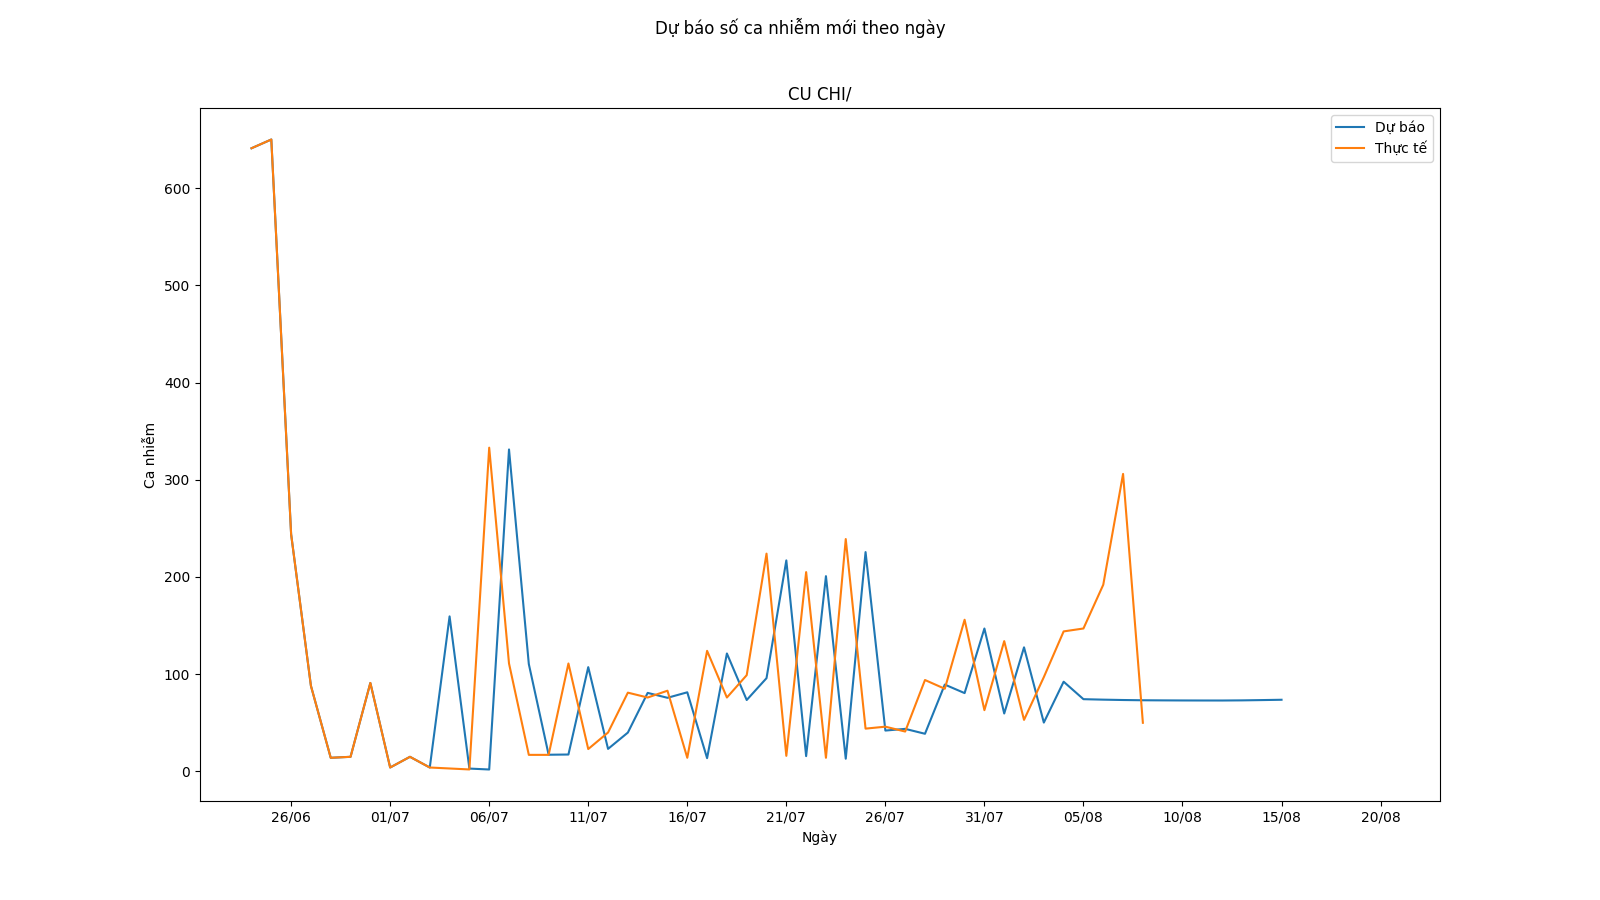 Dự báo số ca nhiễm mới theo ngày
CU CHI/
Dự báo
Thực tế
600
500
400
300
200
100
0
Ca nhiễm
26/06 01/07 06/07 11/07 16/07 21/07 26/07 31/07 05/08 10/08 15/08 20/08
Ngày